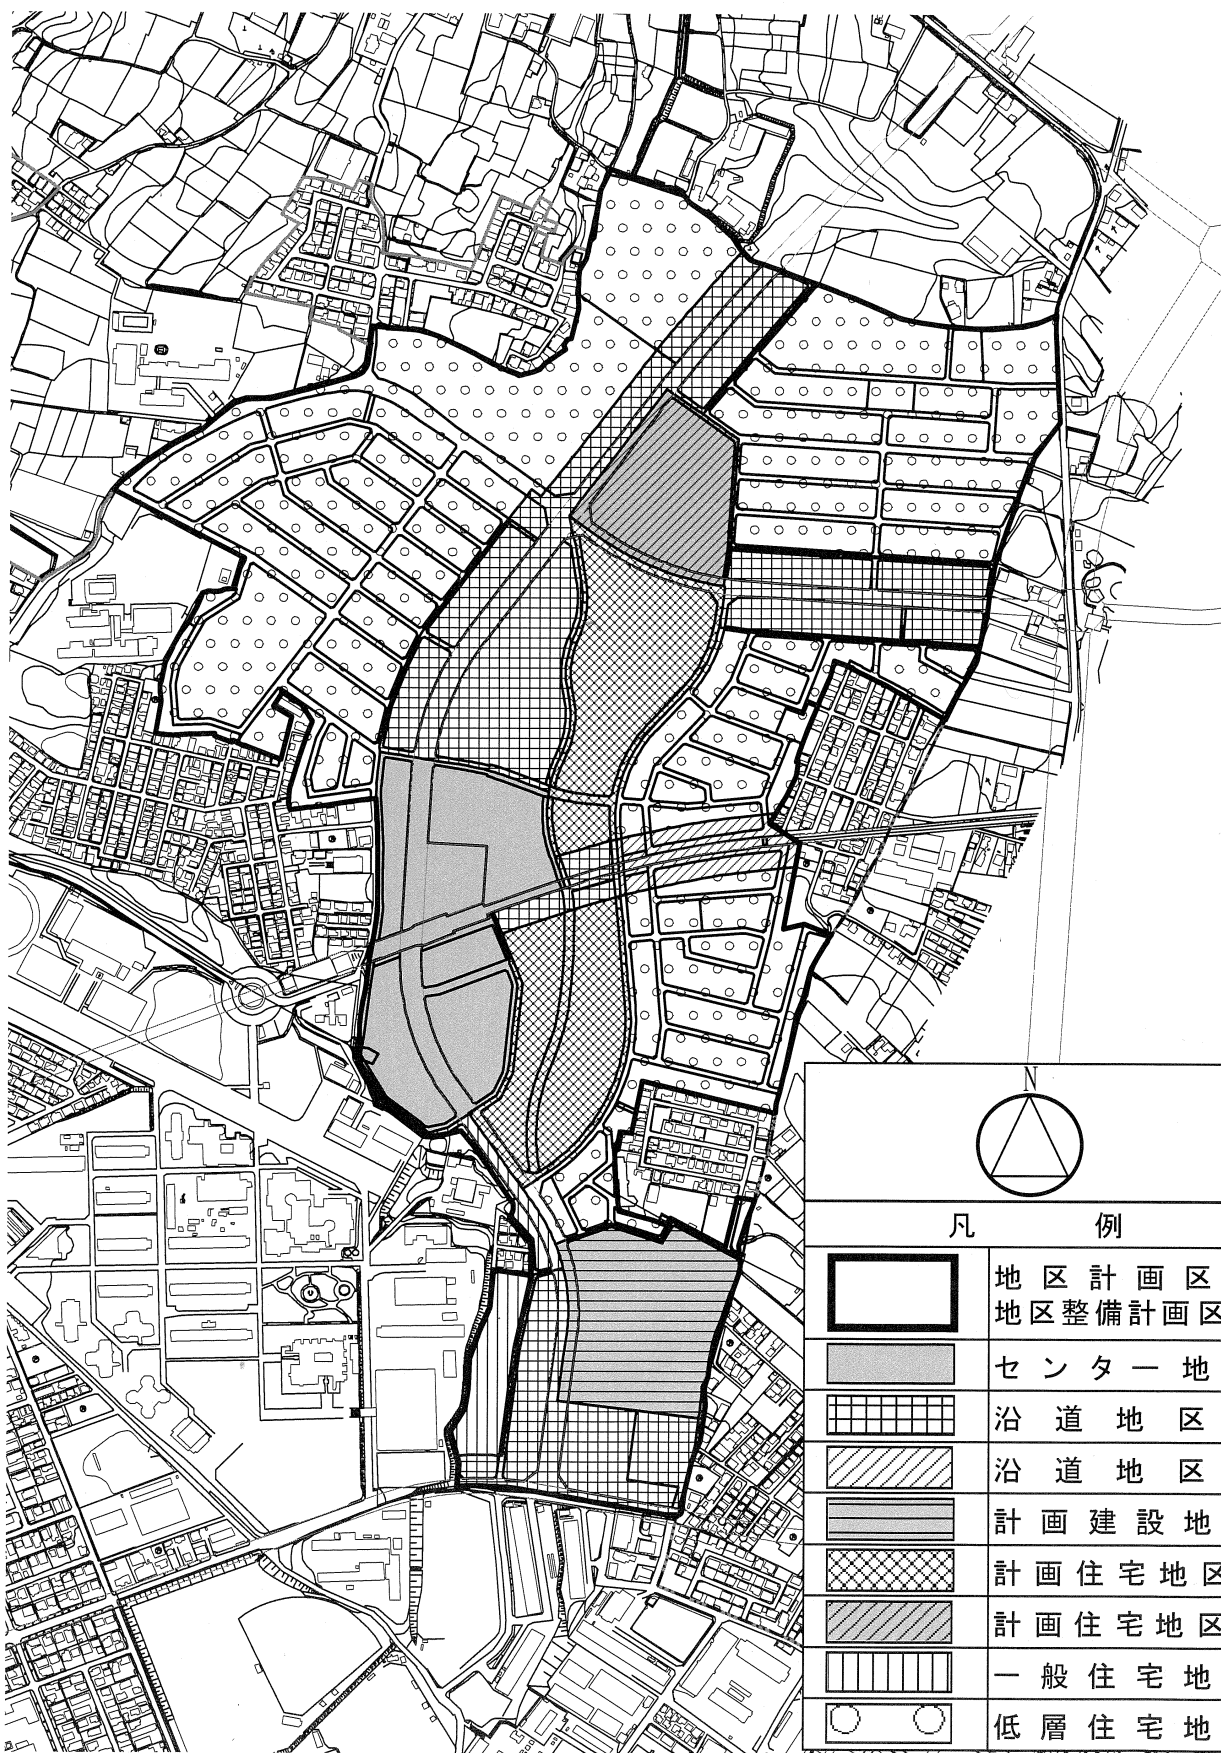 N
凡例
地区計画区
地区整備計画区
センター地
沿道地区
沿道地区
計画建設地
計画住宅地区
計画住宅地区
一般住宅地
低層住宅地